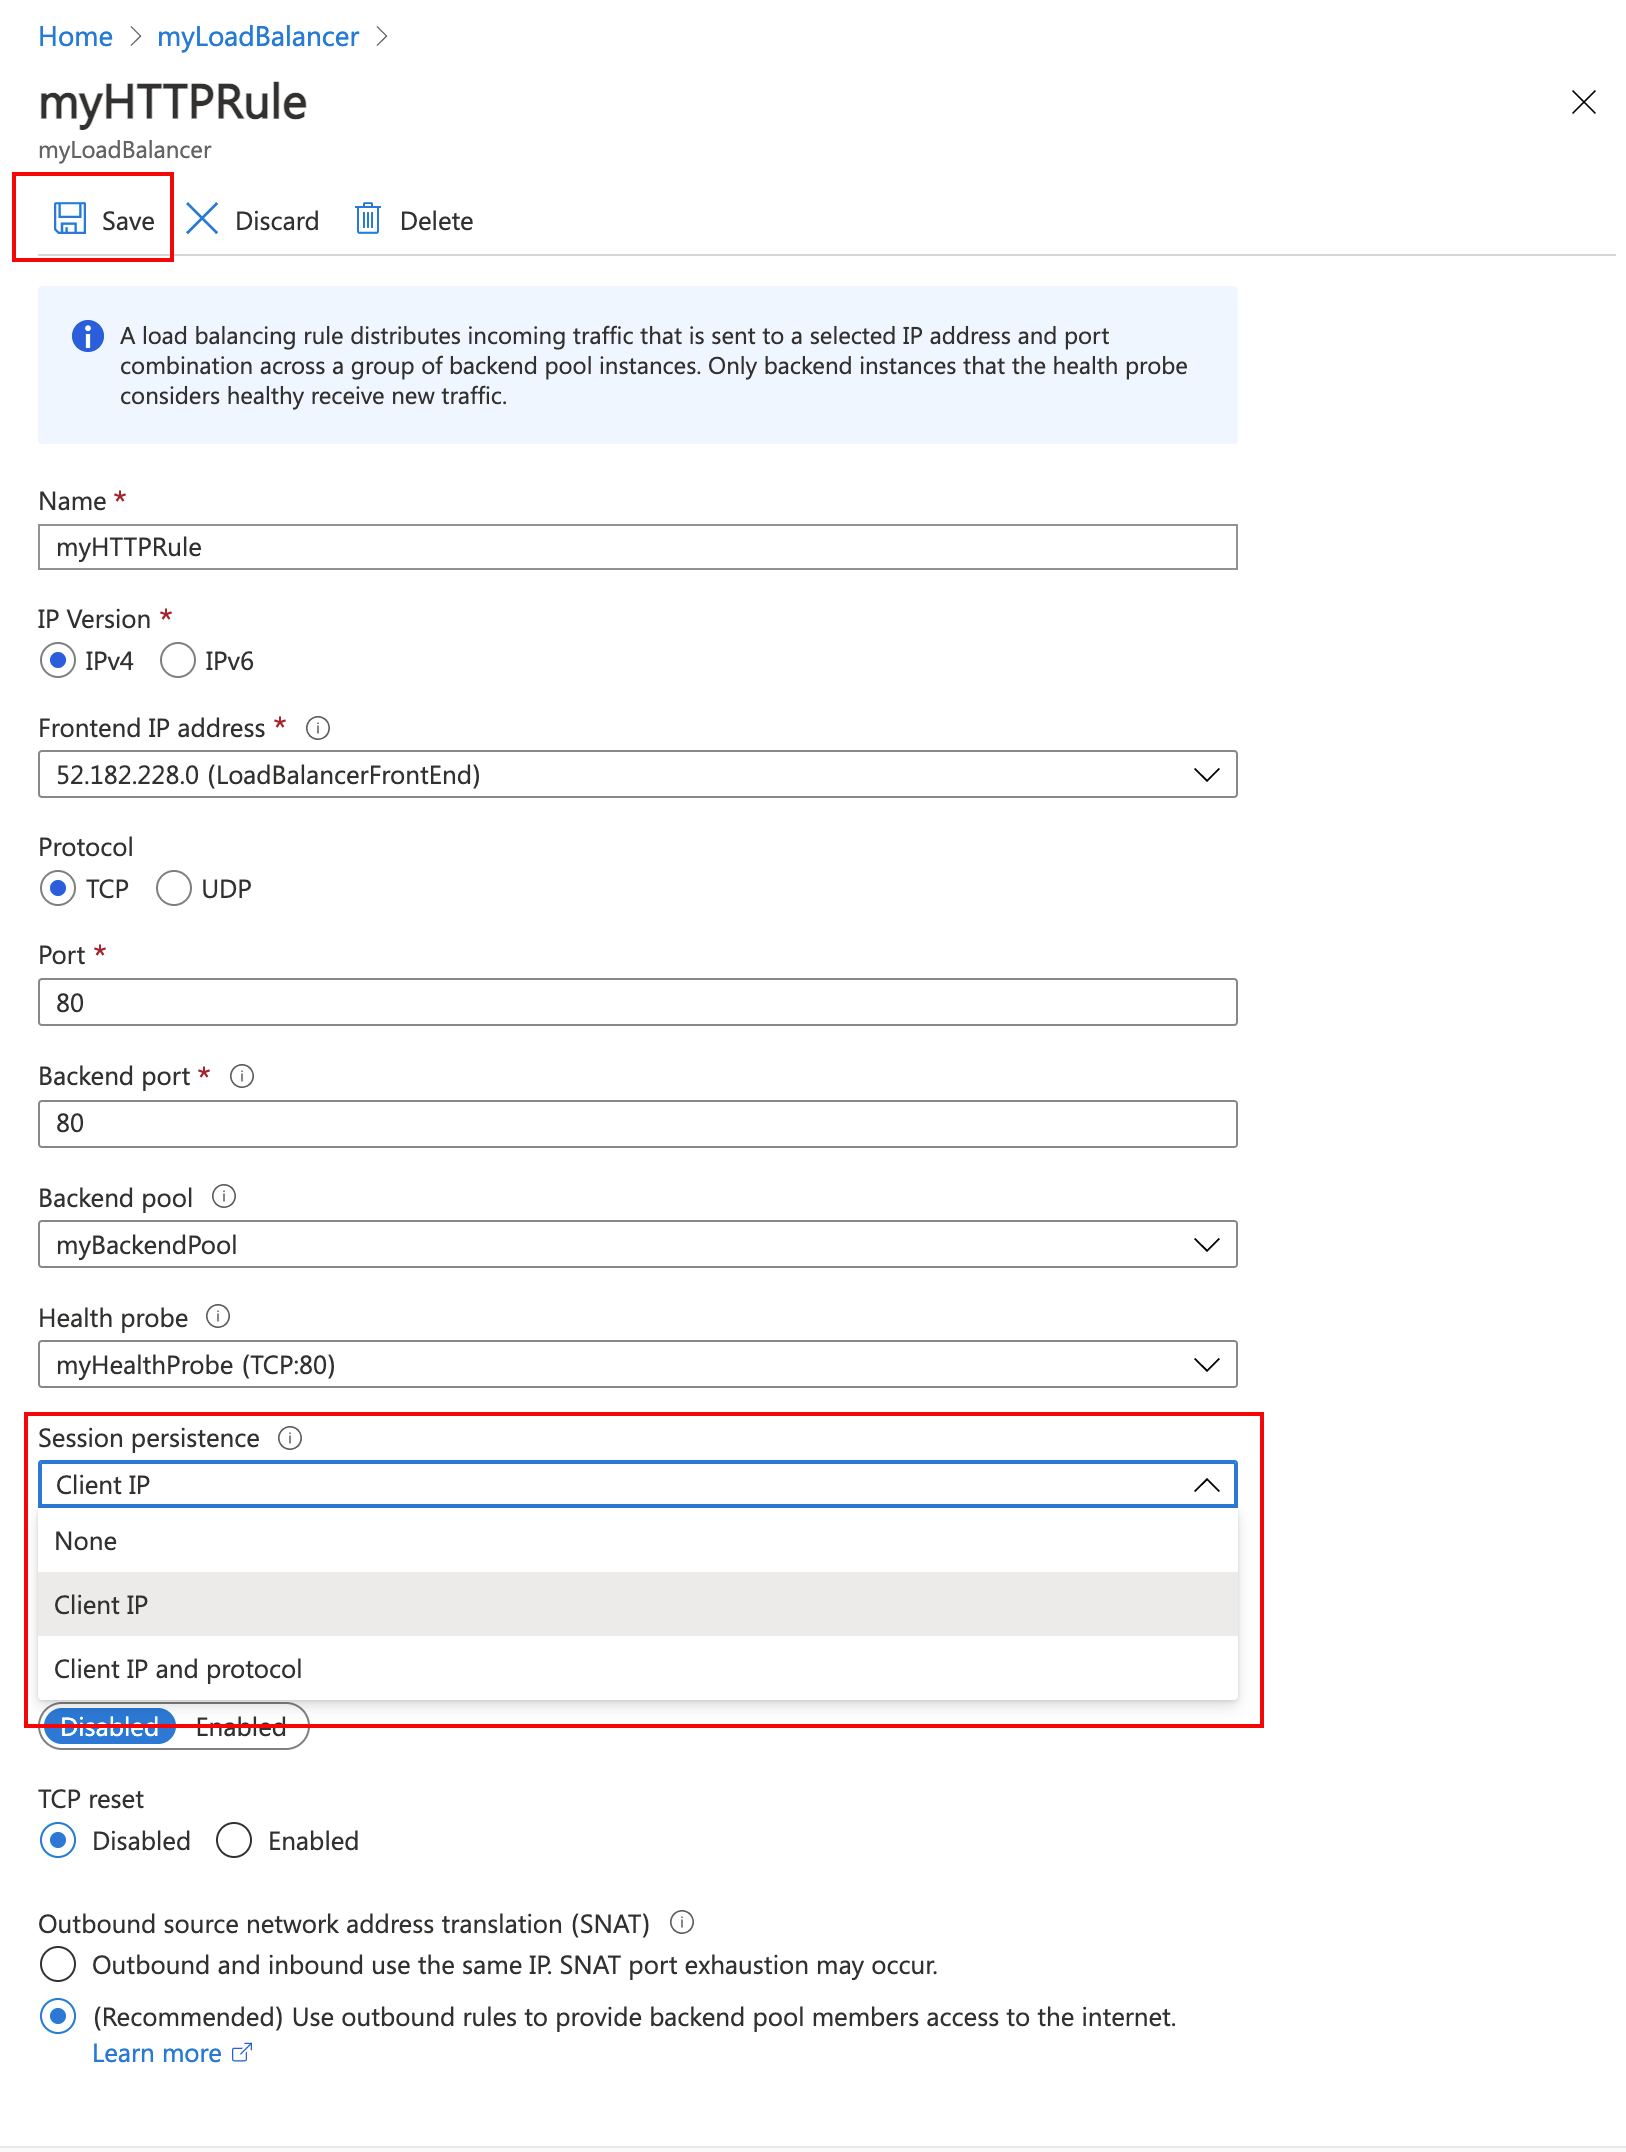 Home > myLoadBalancer >
myHTTPRule
myLoadBalancer
Save Discard Delete
A load balancing rule distributes incoming traffic that is sent to a selected IP address and port
combination across a group of backend pool instances. Only backend instances that the health probe
considers healthy receive new traffic.
Name *
myHTTPRule
IP Version *
IPv4 IPv6
Frontend IP address *
52.182.228.0 (LoadBalancerFrontEnd)
Protocol
TCP UDP
Port *
80
Backend port *
80
Backend pool
myBackendPool
Health probe
myHealthProbe (TCP:80)
Session persistence
Client IP
None
Client IP
Client IP and protocol
Disabled Enabled
TCP reset
Disabled Enabled
Outbound source network address translation (SNAT)
Outbound and inbound use the same IP. SNAT port exhaustion may occur.
(Recommended) Use outbound rules to provide backend pool members access to the internet.
Learn more